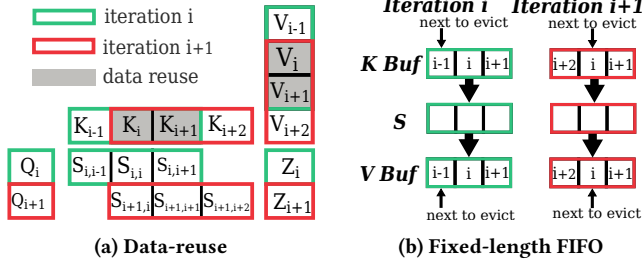 iteration i
iteration i+1
data reuse
V_{i-1}
V_i
V_{i+1}
K_{i-1} K_i K_{i+1} K_{i+2} V_{i+2}
Q_i S_{i,i-1} S_{i,i} S_{i,i+1} Z_i
Q_{i+1} S_{i+1,i} S_{i+1,i+1} S_{i+1,i+2} Z_{i+1}
(a) Data-reuse
Iteration i Iteration i+1
next to evict next to evict
K Buf i-1 i i+1 i+2 i i+1
S
V Buf i-1 i i+1 i+2 i i+1
next to evict next to evict
(b) Fixed-length FIFO